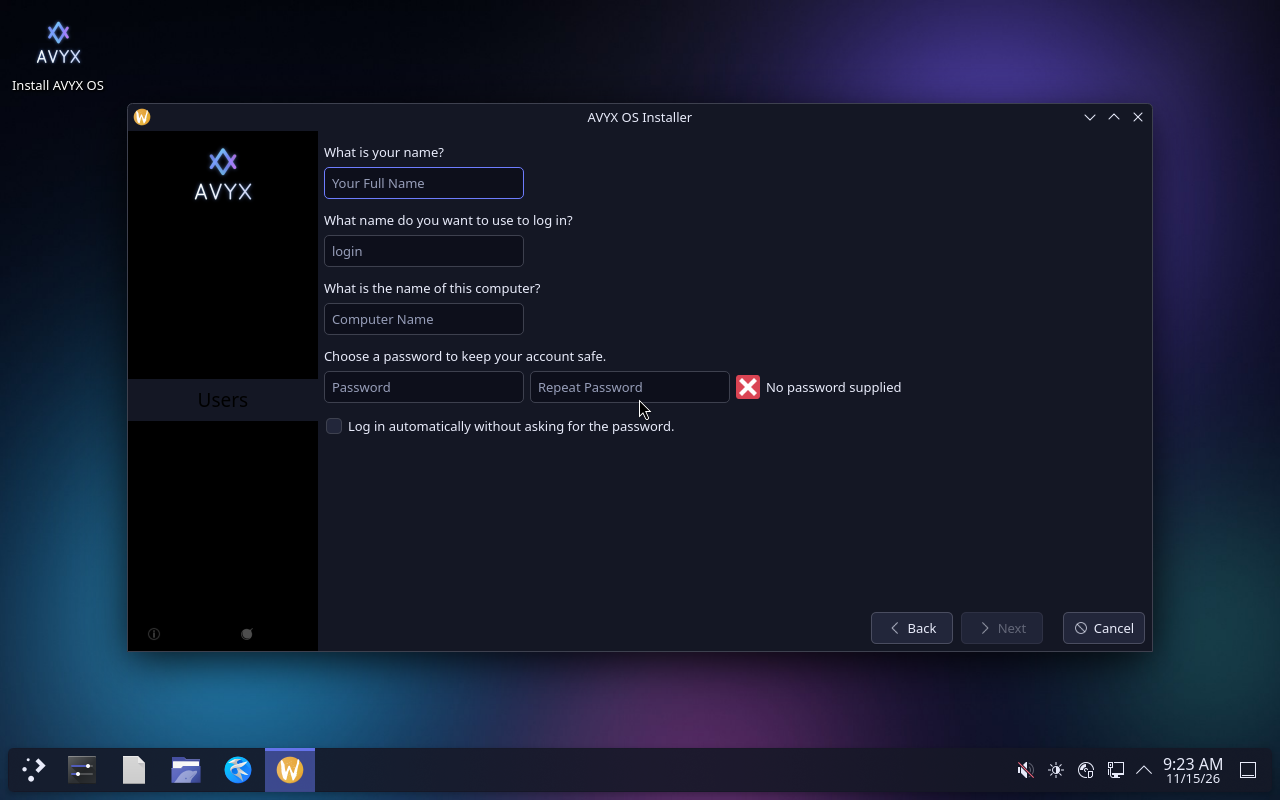 AVYX
Install AVYX OS
AVYX OS Installer
AVYX
Users
What is your name?
Your Full Name
What name do you want to use to log in?
login
What is the name of this computer?
Computer Name
Choose a password to keep your account safe.
Password
Repeat Password
No password supplied
Log in automatically without asking for the password.
Back
Next
Cancel
9:23 AM
11/15/26